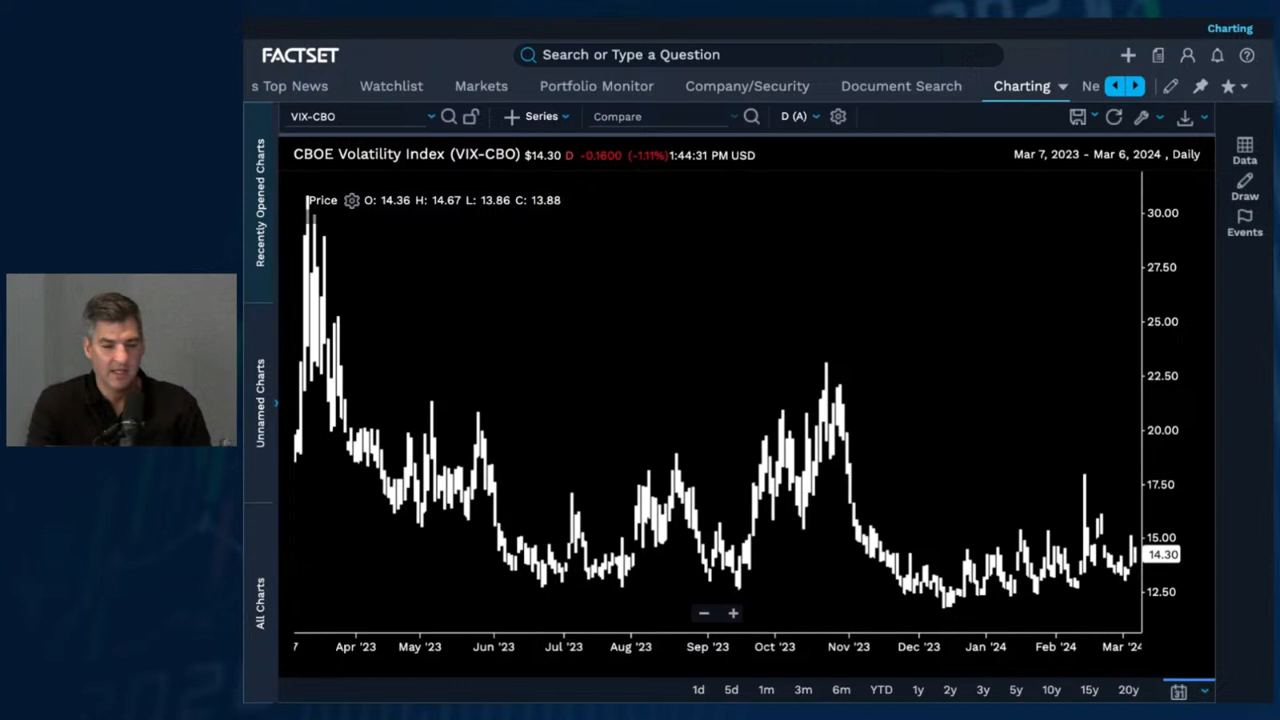 Charting
FACTSET
Search or Type a Question
s Top News Watchlist Markets Portfolio Monitor Company/Security Document Search Charting Ne
VIX-CBO Series Compare D (A)
CBOE Volatility Index (VIX-CBO) $14.30 D -0.1600 (-1.11%) 1:44:31 PM USD
Mar 7, 2023 - Mar 6, 2024 , Daily
Price O: 14.36 H: 14.67 L: 13.86 C: 13.88
Recently Opened Charts
Unnamed Charts
All Charts
30.00
27.50
25.00
22.50
20.00
17.50
15.00
14.30
12.50
Data
Draw
Events
7 Apr '23 May '23 Jun '23 Jul '23 Aug '23 Sep '23 Oct '23 Nov '23 Dec '23 Jan '24 Feb '24 Mar '24
1d 5d 1m 3m 6m YTD 1y 2y 3y 5y 10y 15y 20y
31